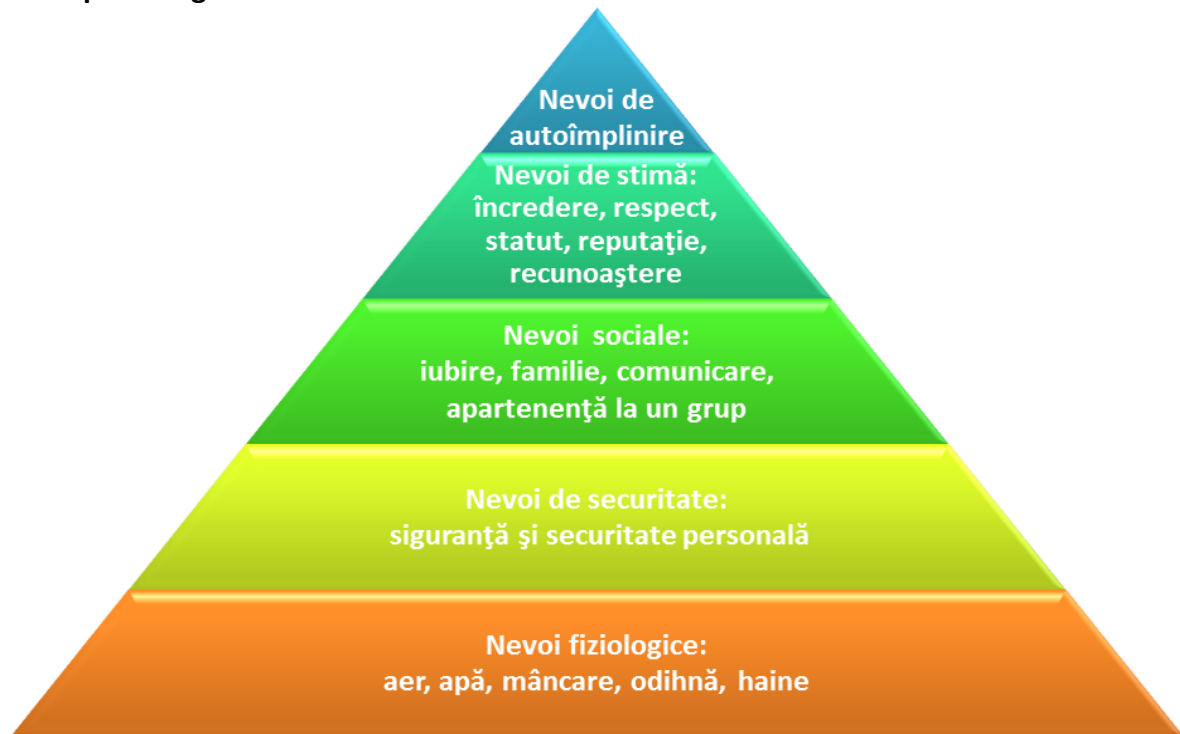 Nevoi de
autoîmplinire
Nevoi de stimă:
încredere, respect,
statut, reputaţie,
recunoaştere
Nevoi sociale:
iubire, familie, comunicare,
apartenenţă la un grup
Nevoi de securitate:
siguranţă şi securitate personală
Nevoi fiziologice:
aer, apă, mâncare, odihnă, haine